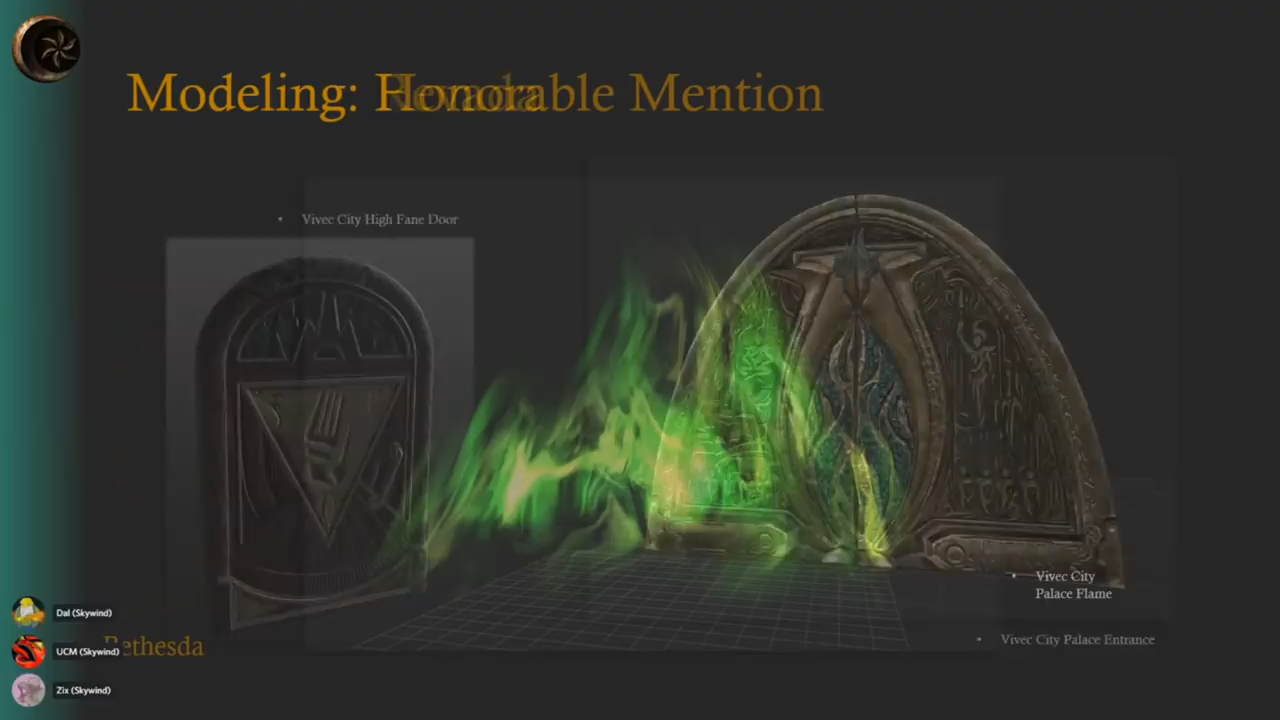 Modeling: Honorable Mention
• Vivec City High Fane Door
• Vivec City
Palace Flame
• Vivec City Palace Entrance
Dal (Skywind)
UCM (Skywind)
Bethesda
Zix (Skywind)